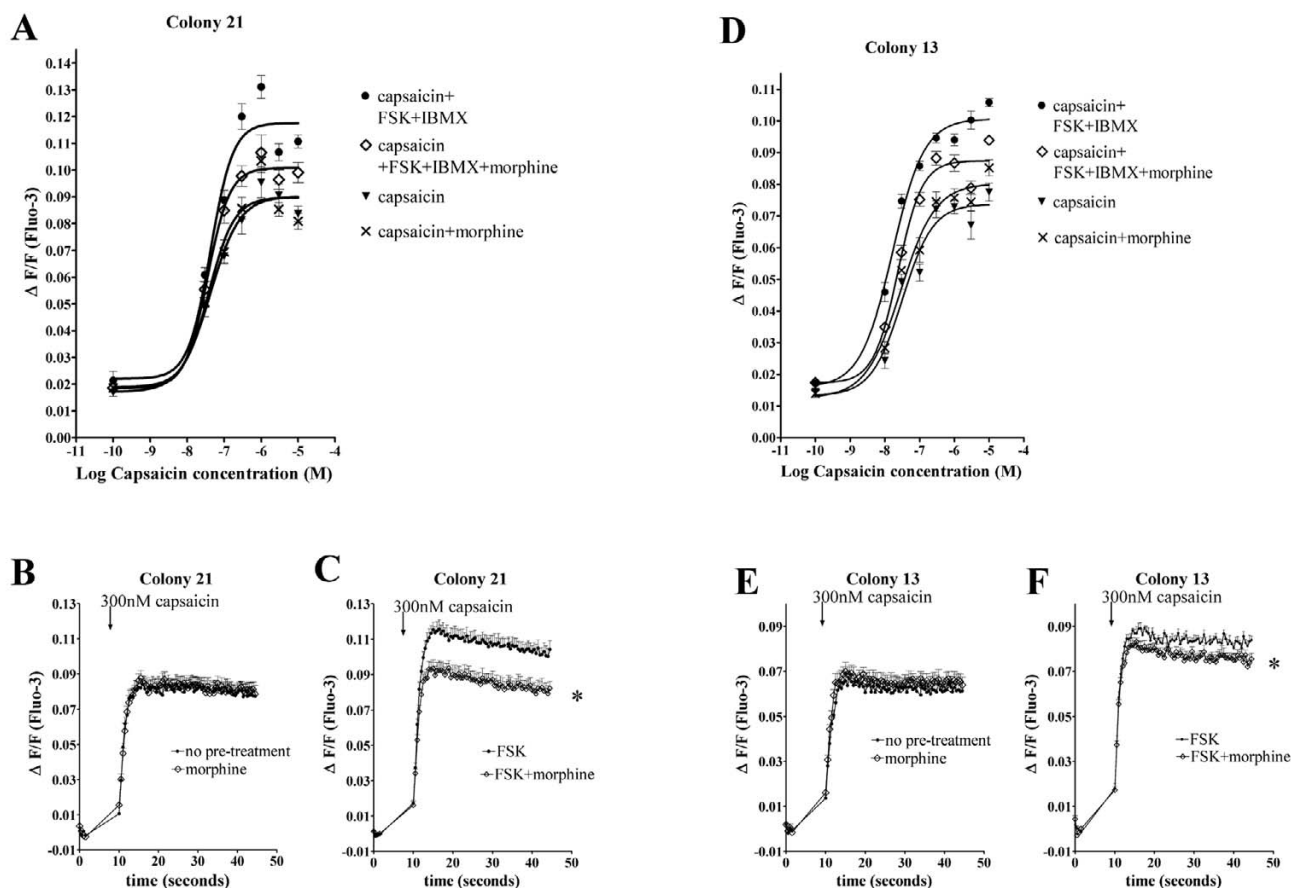 A
Colony 21
Δ F/F (Fluo-3)
0.14
0.13
0.12
0.11
0.10
0.09
0.08
0.07
0.06
0.05
0.04
0.03
0.02
0.01
0.00
-11 -10 -9 -8 -7 -6 -5 -4
Log Capsaicin concentration (M)
capsaicin+
FSK+IBMX
capsaicin
+FSK+IBMX+morphine
capsaicin
capsaicin+morphine
D
Colony 13
Δ F/F (Fluo-3)
0.11
0.10
0.09
0.08
0.07
0.06
0.05
0.04
0.03
0.02
0.01
0.00
-11 -10 -9 -8 -7 -6 -5 -4
Log Capsaicin concentration (M)
capsaicin+
FSK+IBMX
capsaicin+
FSK+IBMX+morphine
capsaicin
capsaicin+morphine
B
Colony 21
300nM capsaicin
Δ F/F (Fluo-3)
0.13
0.11
0.09
0.07
0.05
0.03
0.01
-0.01
no pre-treatment
morphine
0 10 20 30 40 50
time (seconds)
C
Colony 21
300nM capsaicin
Δ F/F (Fluo-3)
0.13
0.11
0.09
0.07
0.05
0.03
0.01
-0.01
*
FSK
FSK+morphine
0 10 20 30 40 50
time (seconds)
E
Colony 13
300nM capsaicin
Δ F/F (Fluo-3)
0.09
0.07
0.05
0.03
0.01
-0.01
no pre-treatment
morphine
0 10 20 30 40 50
time (seconds)
F
Colony 13
300nM capsaicin
Δ F/F (Fluo-3)
0.09
0.07
0.05
0.03
0.01
-0.01
*
FSK
FSK+morphine
0 10 20 30 40 50
time (seconds)